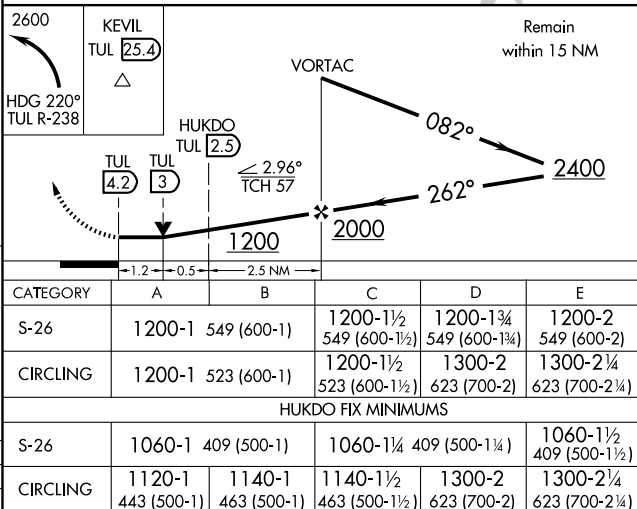 2600
HDG 220°
TUL R-238
KEVIL
TUL 25.4
Remain
within 15 NM
VORTAC
082°
2400
262°
HUKDO
TUL 2.5
TUL
4.2
TUL
3
2.96°
TCH 57
1200
2000
1.2 0.5 2.5 NM
CATEGORY A B C D E
S-26 1200-1 549 (600-1) 1200-1½ 549 (600-1½) 1200-1¾ 549 (600-1¾) 1200-2 549 (600-2)
CIRCLING 1200-1 523 (600-1) 1200-1½ 523 (600-1½) 1300-2 623 (700-2) 1300-2¼ 623 (700-2¼)
HUKDO FIX MINIMUMS
S-26 1060-1 409 (500-1) 1060-1¼ 409 (500-1¼) 1060-1½ 409 (500-1½)
CIRCLING 1120-1 443 (500-1) 1140-1 463 (500-1) 1140-1½ 463 (500-1½) 1300-2 623 (700-2) 1300-2¼ 623 (700-2¼)